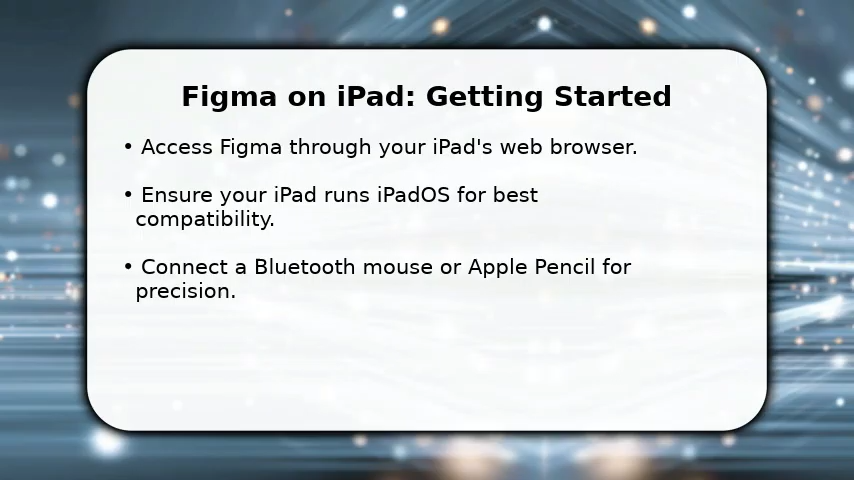 Figma on iPad: Getting Started
• Access Figma through your iPad's web browser.
• Ensure your iPad runs iPadOS for best
compatibility.
• Connect a Bluetooth mouse or Apple Pencil for
precision.